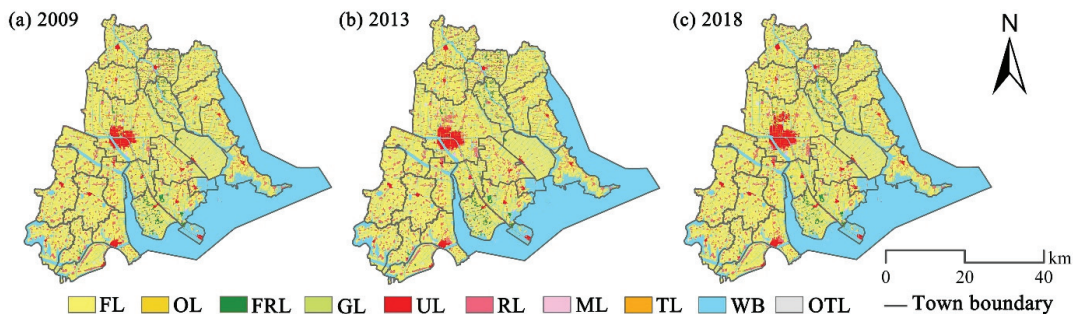 (a) 2009
(b) 2013
(c) 2018
N
km
0 20 40
FL OL FRL GL UL RL ML TL WB OTL Town boundary